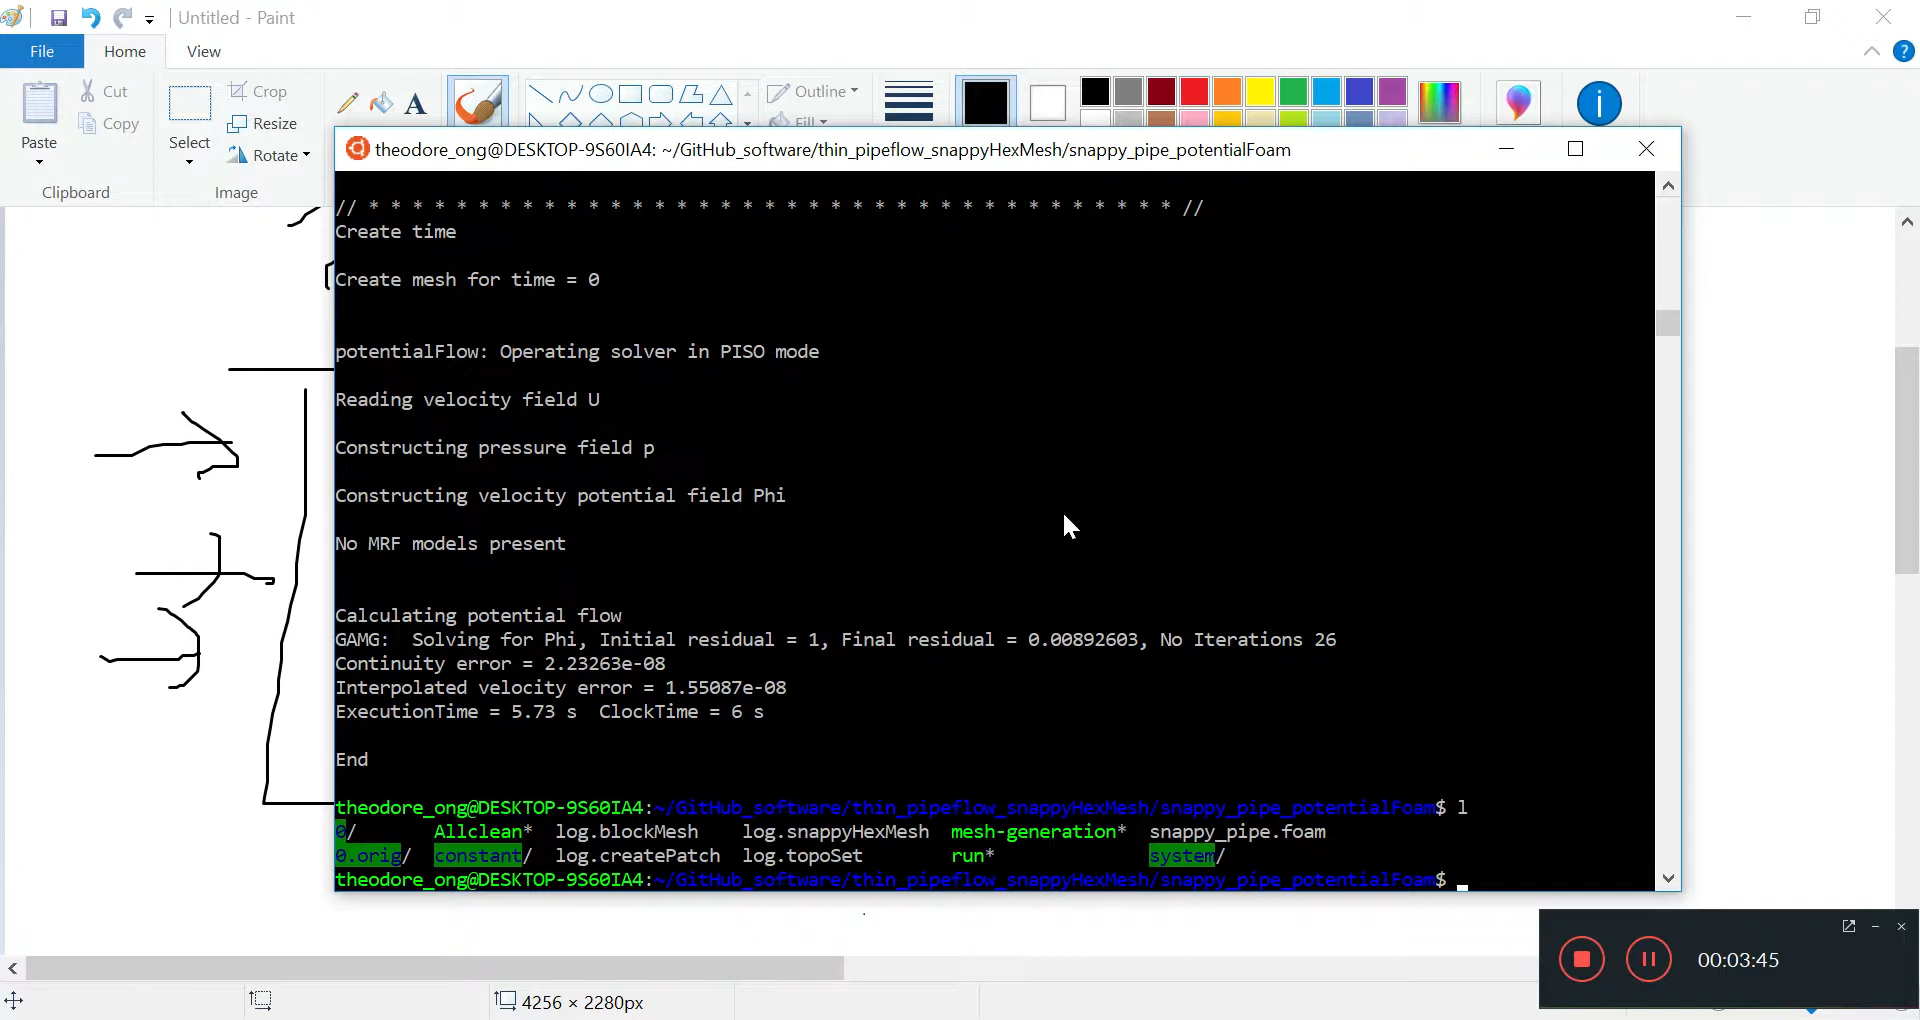 Untitled - Paint
File
Home
View
Paste
Cut
Copy
Clipboard
Select
Crop
Resize
Rotate
Image
A
Outline
Fill
?
theodore_ong@DESKTOP-9S60IA4: ~/GitHub_software/thin_pipeflow_snappyHexMesh/snappy_pipe_potentialFoam
// * * * * * * * * * * * * * * * * * * * * * * * * * * * * * * * * * * * * * //
Create time
Create mesh for time = 0
potentialFlow: Operating solver in PISO mode
Reading velocity field U
Constructing pressure field p
Constructing velocity potential field Phi
No MRF models present
Calculating potential flow
GAMG:  Solving for Phi, Initial residual = 1, Final residual = 0.00892603, No Iterations 26
Continuity error = 2.23263e-08
Interpolated velocity error = 1.55087e-08
ExecutionTime = 5.73 s  ClockTime = 6 s
End
theodore_ong@DESKTOP-9S60IA4:~/GitHub_software/thin_pipeflow_snappyHexMesh/snappy_pipe_potentialFoam$ l
0/ Allclean* log.blockMesh log.snappyHexMesh mesh-generation* snappy_pipe.foam
0.orig/ constant/ log.createPatch log.topoSet run* system/
theodore_ong@DESKTOP-9S60IA4:~/GitHub_software/thin_pipeflow_snappyHexMesh/snappy_pipe_potentialFoam$
00:03:45
4256 × 2280px